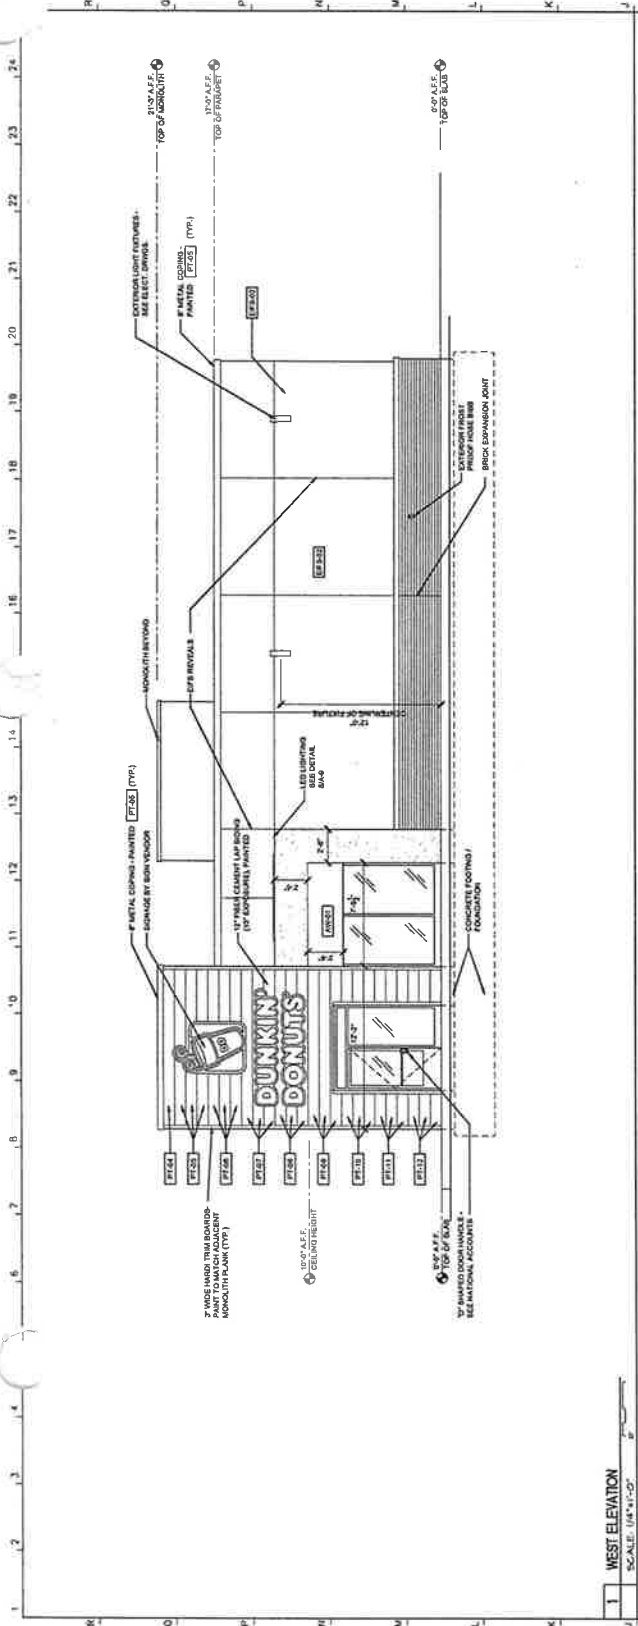 21'-3" A.F.F.
TOP OF MONOLITH
17'-0" A.F.F.
TOP OF PARAPET
0'-0" A.F.F.
TOP OF SLAB
EXTERIOR LIGHT FIXTURES -
SEE ELECT. DRWGS.
8" METAL COPING -
PAINTED PT-05 (TYP.)
EIFS-02
MONOLITH BEYOND
EIFS REVEALS
EIFS-02
EXTERIOR FROST
PROOF HOSE BIBB
BRICK EXPANSION JOINT
12'-0"
CENTERLINE OF FIXTURE
8" METAL COPING - PAINTED PT-06 (TYP.)
SIGNAGE BY SIGN VENDOR
12" FIBER CEMENT LAP SIDING
(10" EXPOSURE), PAINTED
LED LIGHTING
SEE DETAIL
CONCRETE FOOTING /
FOUNDATION
AWN-01
DUNKIN'
DONUTS
PT-04
PT-05
PT-06
PT-07
PT-08
PT-09
PT-10
PT-11
PT-12
3" WIDE HARDI TRIM BOARDS-
PAINT TO MATCH ADJACENT
MONOLITH PLANK (TYP.)
10'-0" A.F.F.
CEILING HEIGHT
0'-0" A.F.F.
TOP OF SLAB
"D" SHAPED DOOR HANDLE -
SEE NATIONAL ACCOUNTS
1 WEST ELEVATION
SCALE: 1/4"=1'-0"
1 2 3 4 6 7 8 9 10 11 12 13 14 16 17 18 19 20 21 22 23 24
R Q P N M L K J